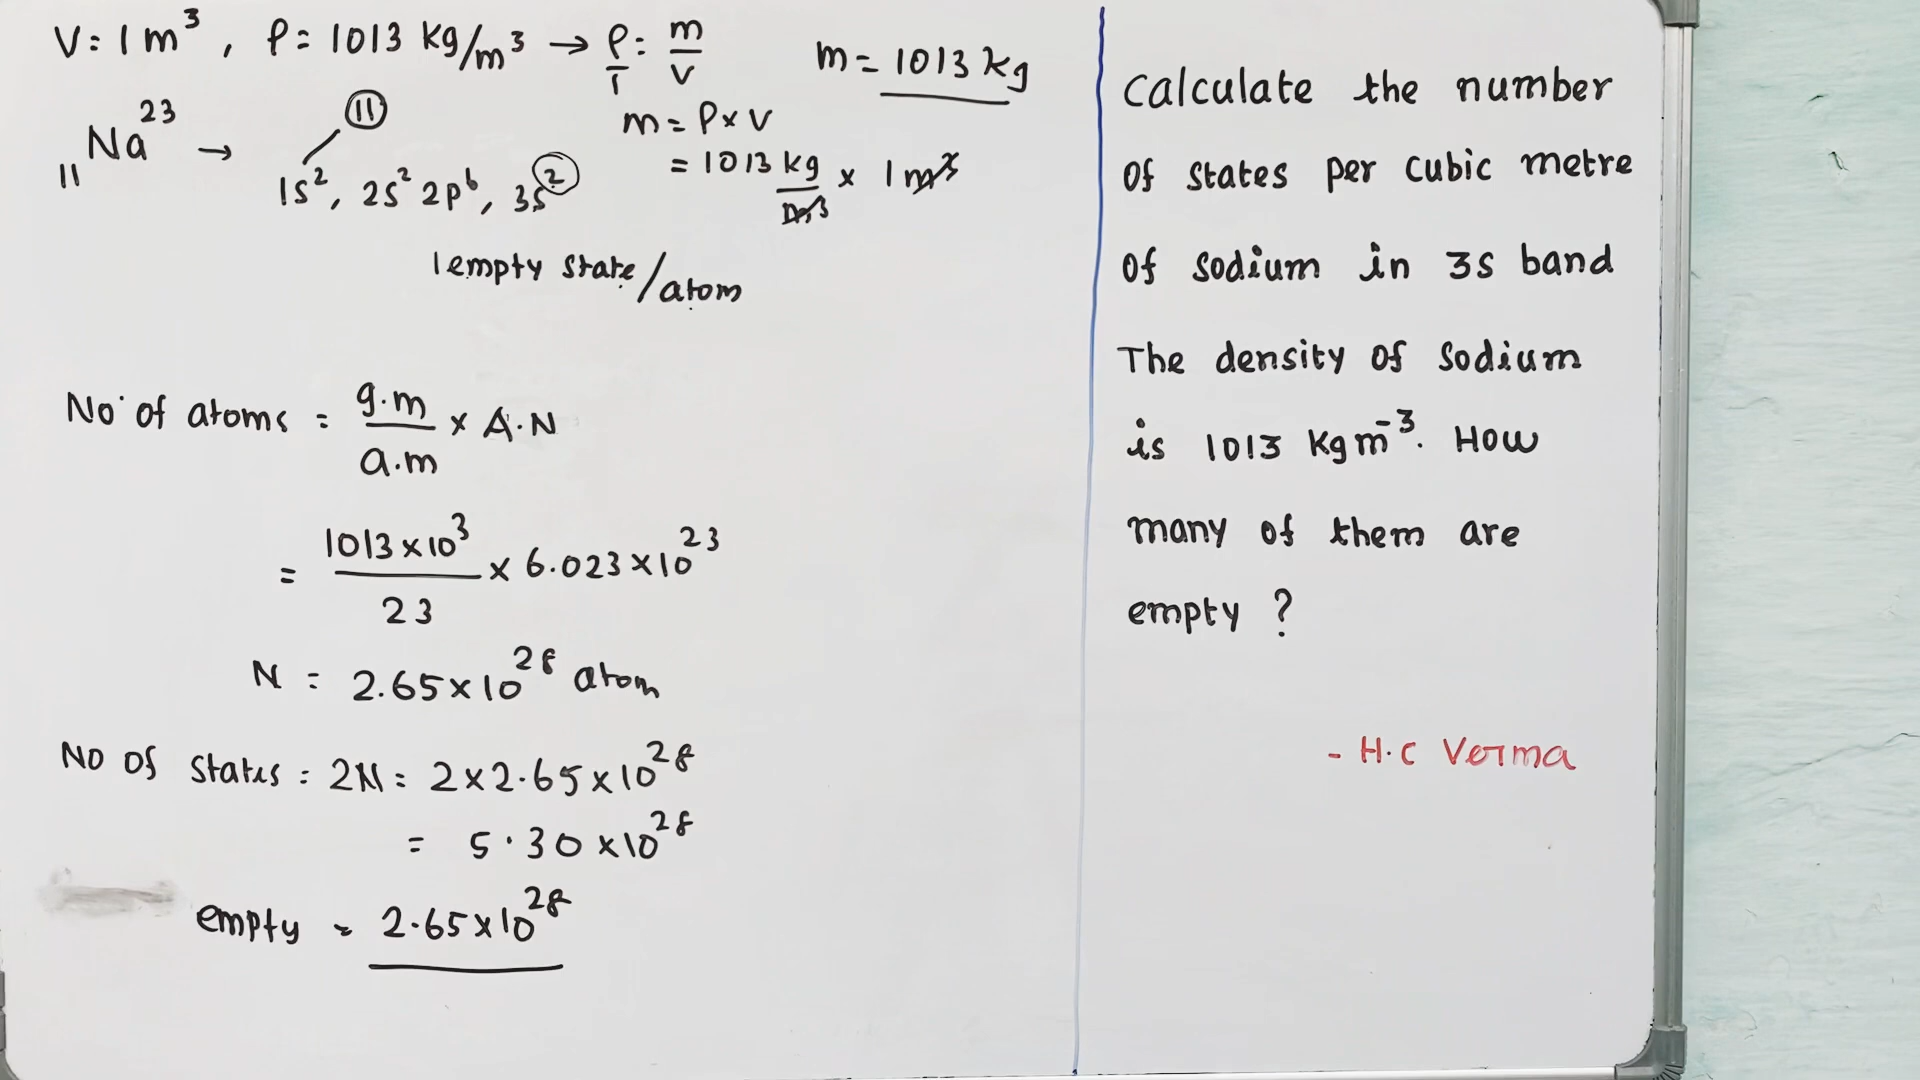 V = 1 m³ , ρ = 1013 kg/m³ → ρ/1 = m/V
m = 1013 kg
₁₁Na²³ → 1s², 2s² 2p⁶, 3s²
11
m = ρ × V
= 1013 kg/m³ × 1 m³
1 empty state/atom
No. of atoms = g.m/a.m × A.N
= 1013 × 10³/23 × 6.023 × 10²³
N = 2.65 × 10²⁸ atom
No of states = 2N = 2 × 2.65 × 10²⁸
= 5.30 × 10²⁸
empty = 2.65 × 10²⁸
Calculate the number
of states per cubic metre
of sodium in 3s band
The density of sodium
is 1013 kg m⁻³. How
many of them are
empty ?
- H.C Verma